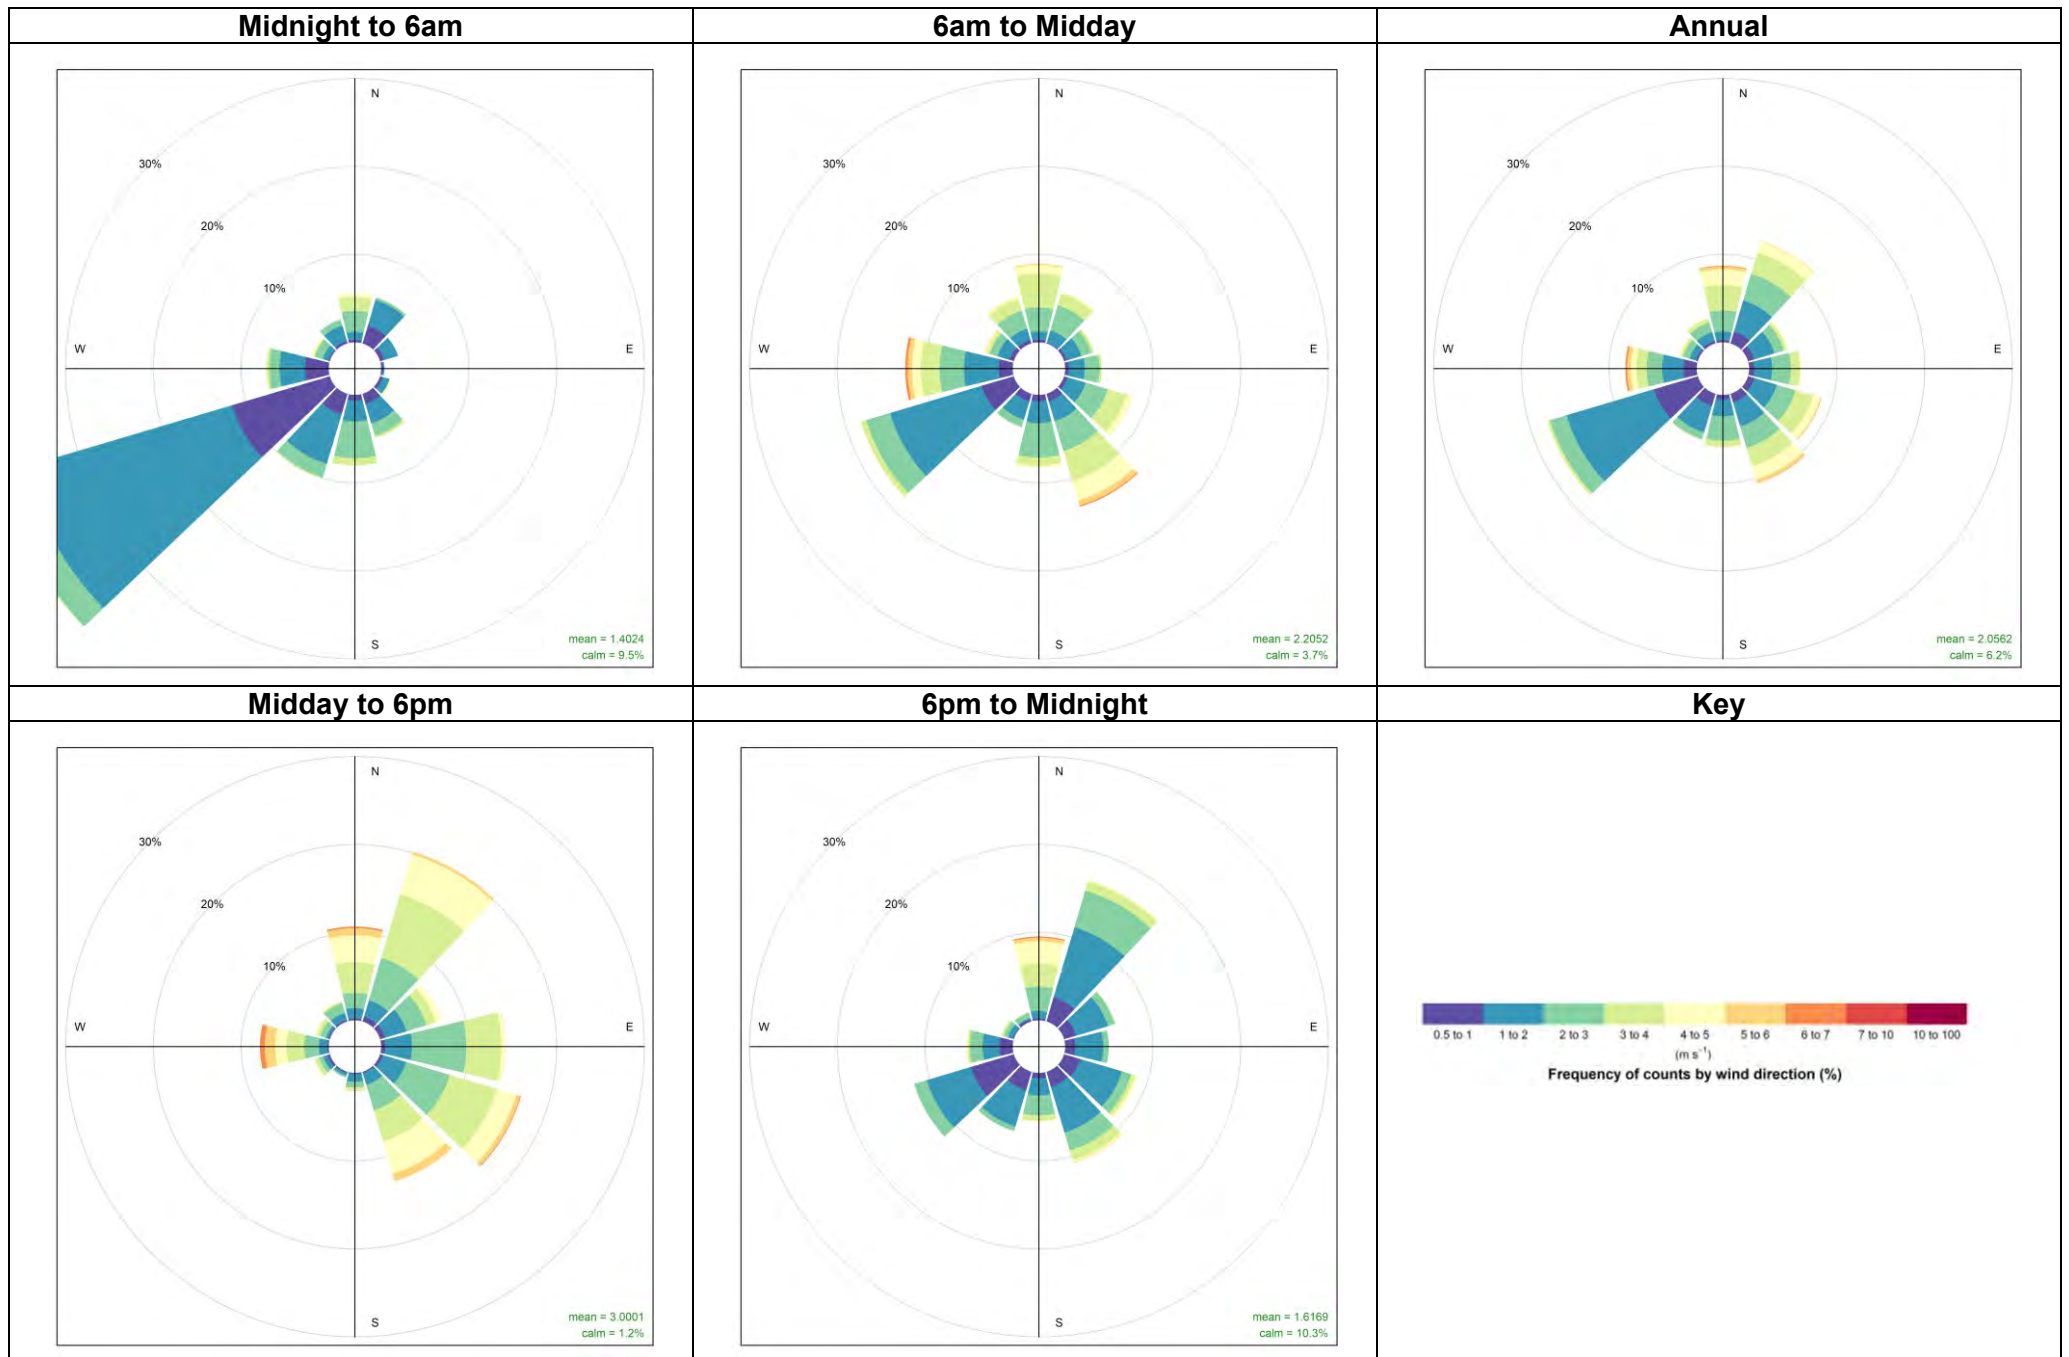 Midnight to 6am
6am to Midday
Annual
N
30%
20%
10%
W
E
S
mean = 1.4024
calm = 9.5%
N
30%
20%
10%
W
E
S
mean = 2.2052
calm = 3.7%
N
30%
20%
10%
W
E
S
mean = 2.0562
calm = 6.2%
Midday to 6pm
6pm to Midnight
Key
N
30%
20%
10%
W
E
S
mean = 3.0001
calm = 1.2%
N
30%
20%
10%
W
E
S
mean = 1.6169
calm = 10.3%
0.5 to 1 1 to 2 2 to 3 3 to 4 4 to 5 5 to 6 6 to 7 7 to 10 10 to 100
(m s⁻¹)
Frequency of counts by wind direction (%)